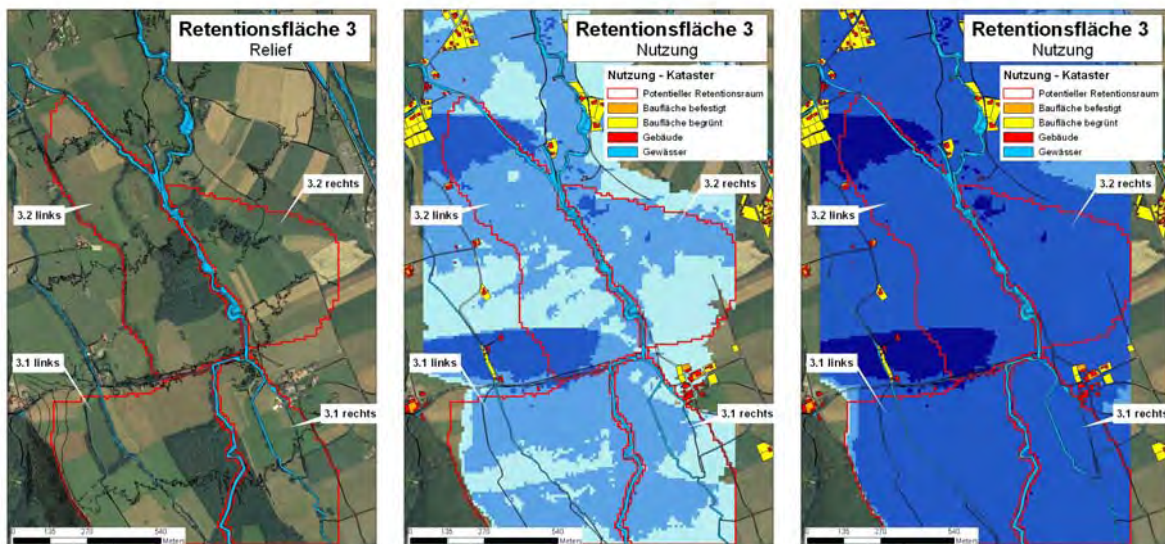 Retentionsfläche 3
Relief
3.2 rechts
3.2 links
3.1 links
3.1 rechts
0 135 270 540
Meters
Retentionsfläche 3
Nutzung
Nutzung - Kataster
Potentieller Retentionsraum
Baufläche befestigt
Baufläche begrünt
Gebäude
Gewässer
3.2 rechts
3.2 links
3.1 links
3.1 rechts
0 135 270 540
Meters
Retentionsfläche 3
Nutzung
Nutzung - Kataster
Potentieller Retentionsraum
Baufläche befestigt
Baufläche begrünt
Gebäude
Gewässer
3.2 rechts
3.2 links
3.1 links
3.1 rechts
0 135 270 540
Meters